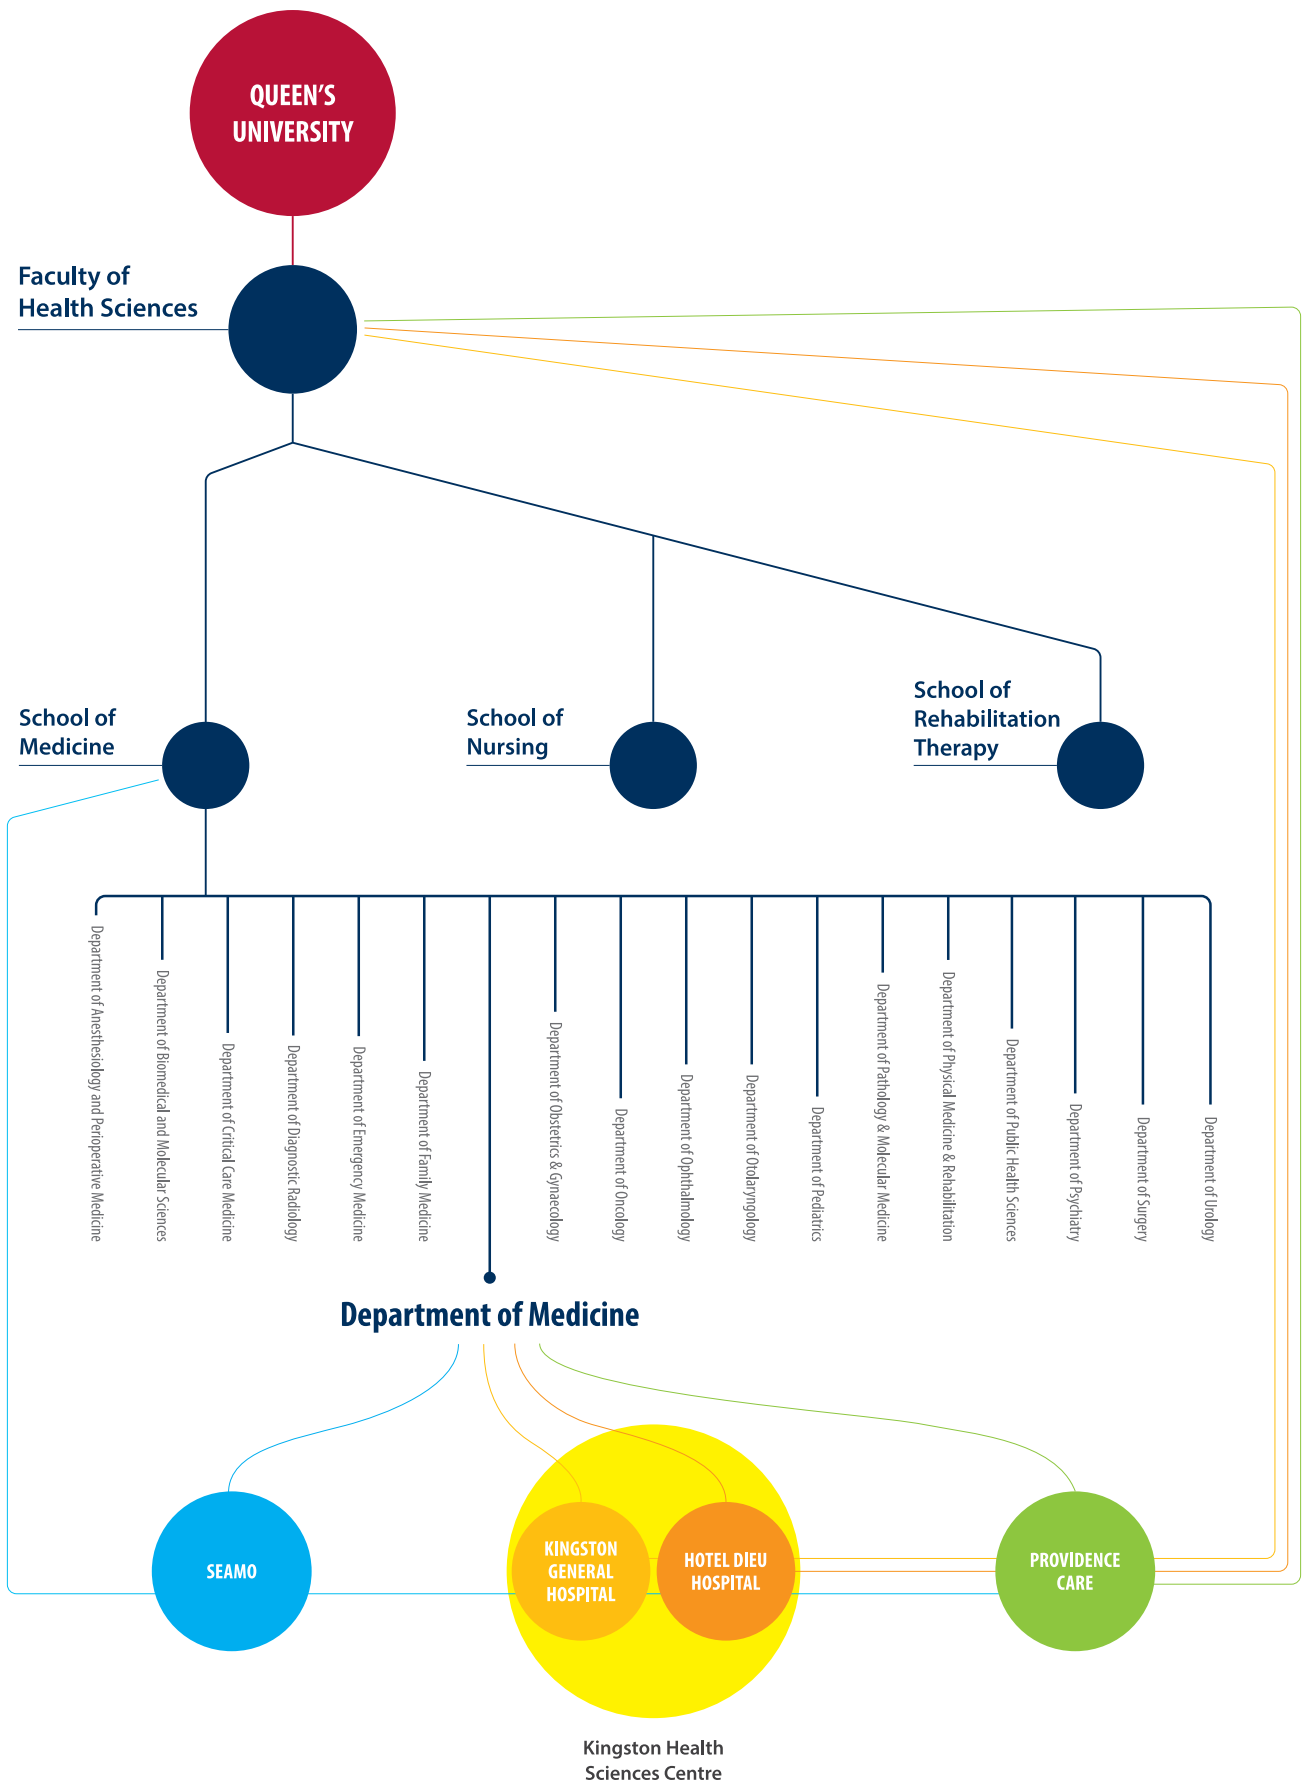 QUEEN'S
UNIVERSITY
Faculty of
Health Sciences
School of
Medicine
School of
Nursing
School of
Rehabilitation
Therapy
Department of Anesthesiology and Perioperative Medicine
Department of Biomedical and Molecular Sciences
Department of Critical Care Medicine
Department of Diagnostic Radiology
Department of Emergency Medicine
Department of Family Medicine
Department of Obstetrics & Gynaecology
Department of Oncology
Department of Ophthalmology
Department of Otolaryngology
Department of Pediatrics
Department of Pathology & Molecular Medicine
Department of Physical Medicine & Rehabilitation
Department of Public Health Sciences
Department of Psychiatry
Department of Surgery
Department of Urology
Department of Medicine
SEAMO
KINGSTON
GENERAL
HOSPITAL
HOTEL DIEU
HOSPITAL
PROVIDENCE
CARE
Kingston Health
Sciences Centre